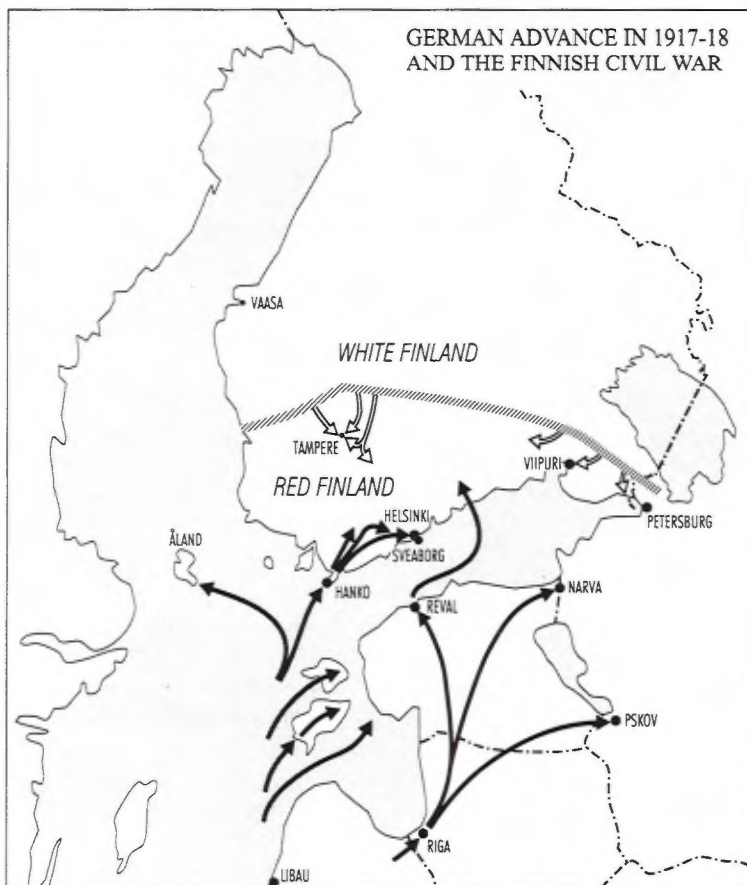 GERMAN ADVANCE IN 1917-18
AND THE FINNISH CIVIL WAR
VAASA
WHITE FINLAND
TAMPERE
VIIPURI
RED FINLAND
HELSINKI
PETERSBURG
ÅLAND
SVEABORG
HANKO
REVAL
NARVA
PSKOV
RIGA
LIBAU